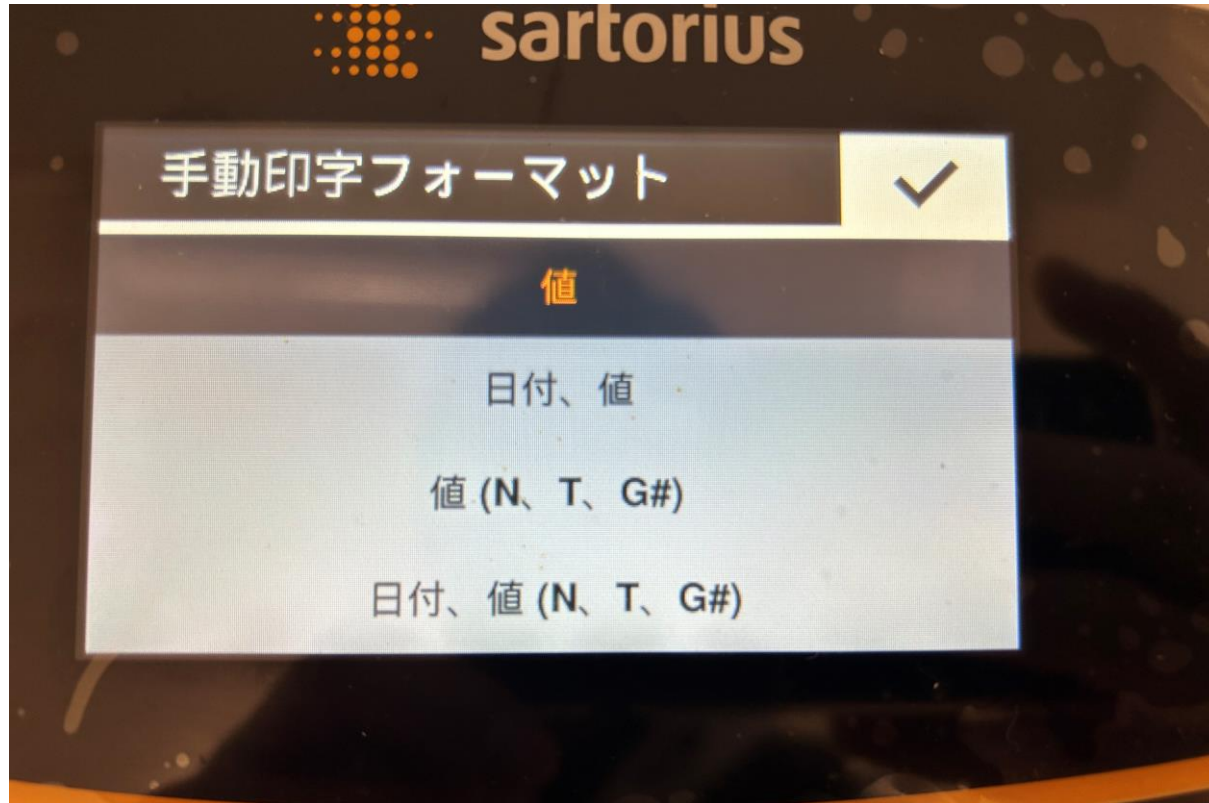 sartorius
手動印字フォーマット
値
日付、値
値 (N、T、G#)
日付、値 (N、T、G#)